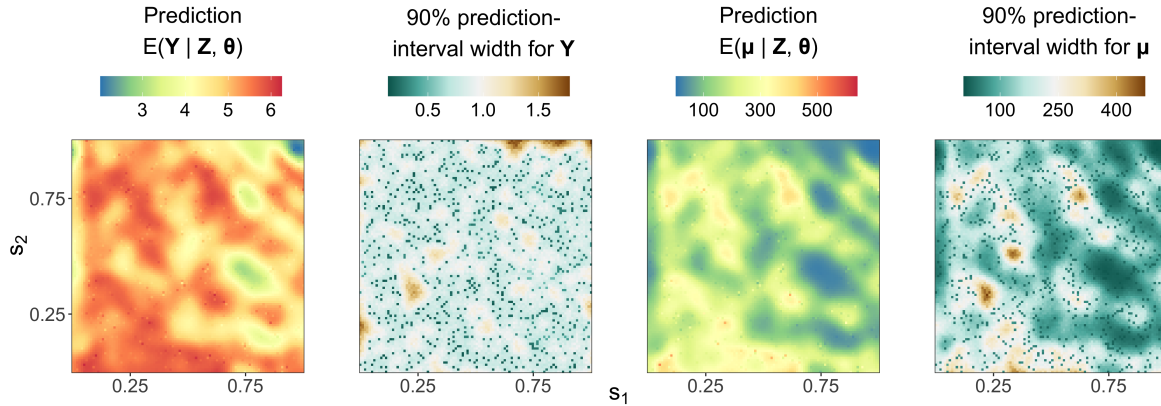 Prediction
E(Y | Z, θ)
3 4 5 6
90% prediction-
interval width for Y
0.5 1.0 1.5
Prediction
E(μ | Z, θ)
100 300 500
90% prediction-
interval width for μ
100 250 400
s₂
0.75
0.25
0.25 0.75
0.25 0.75
0.25 0.75
0.25 0.75
s₁